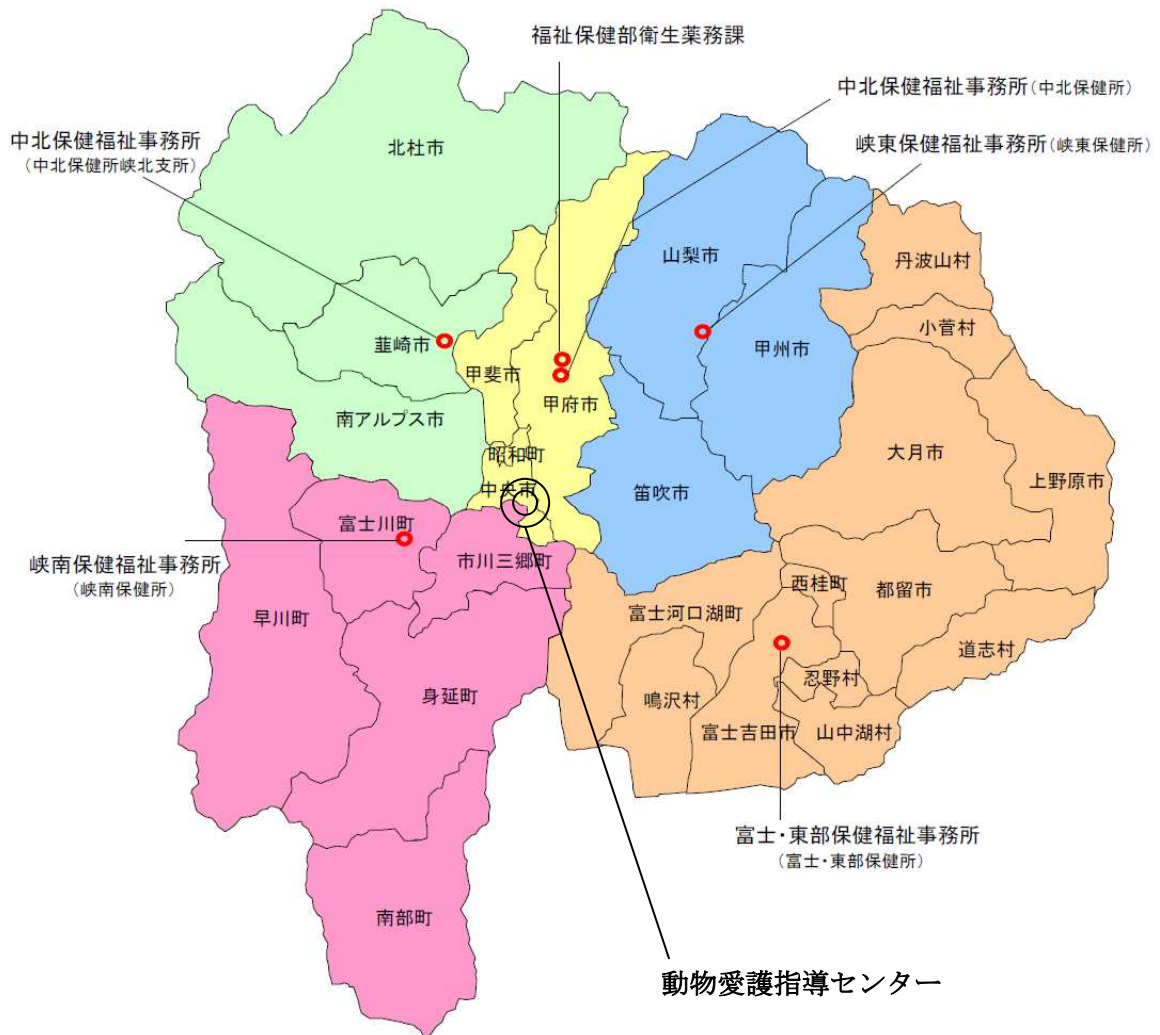 福祉保健部衛生薬務課
中北保健福祉事務所(中北保健所)
中北保健福祉事務所
(中北保健所峡北支所)
峡東保健福祉事務所(峡東保健所)
北杜市
山梨市
丹波山村
小菅村
韮崎市
甲斐市
甲州市
甲府市
南アルプス市
昭和町
大月市
中央市
笛吹市
上野原市
富士川町
峡南保健福祉事務所
(峡南保健所)
市川三郷町
西桂町
都留市
早川町
富士河口湖町
道志村
忍野村
身延町
鳴沢村
富士吉田市
山中湖村
富士・東部保健福祉事務所
(富士・東部保健所)
南部町
動物愛護指導センター